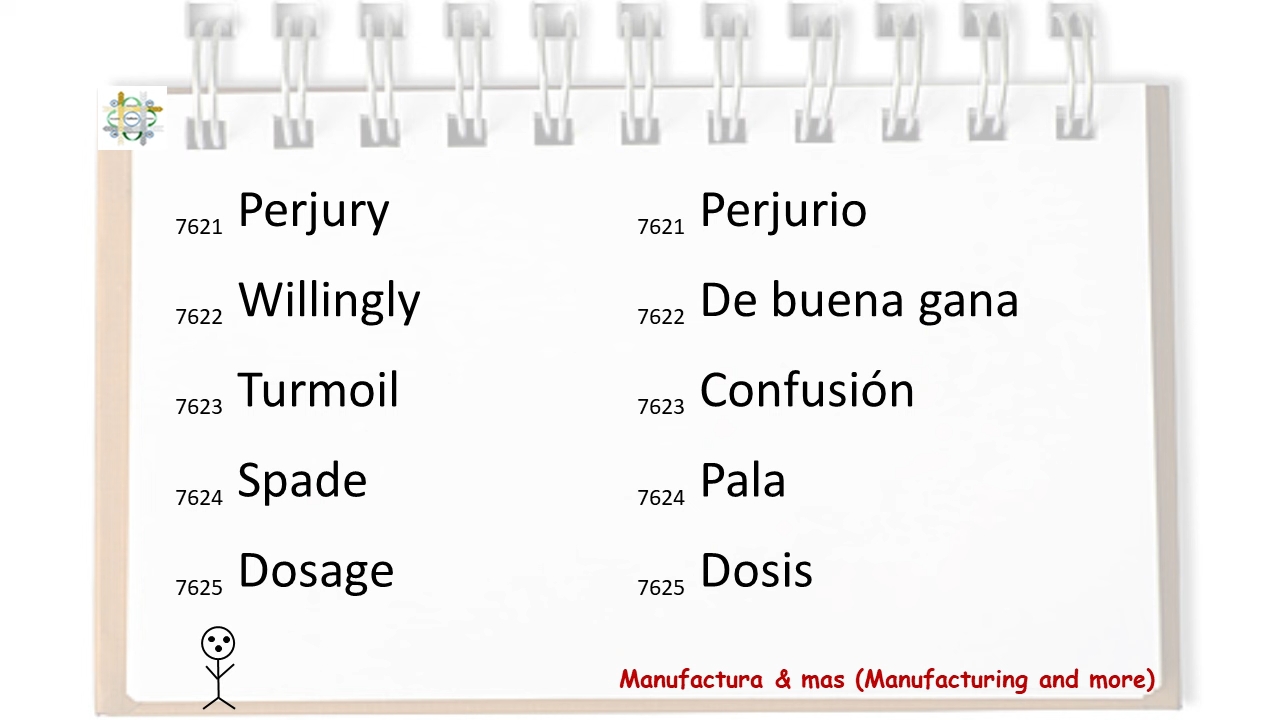 7621 Perjury 7621 Perjurio
7622 Willingly 7622 De buena gana
7623 Turmoil 7623 Confusión
7624 Spade 7624 Pala
7625 Dosage 7625 Dosis
Manufactura & mas (Manufacturing and more)